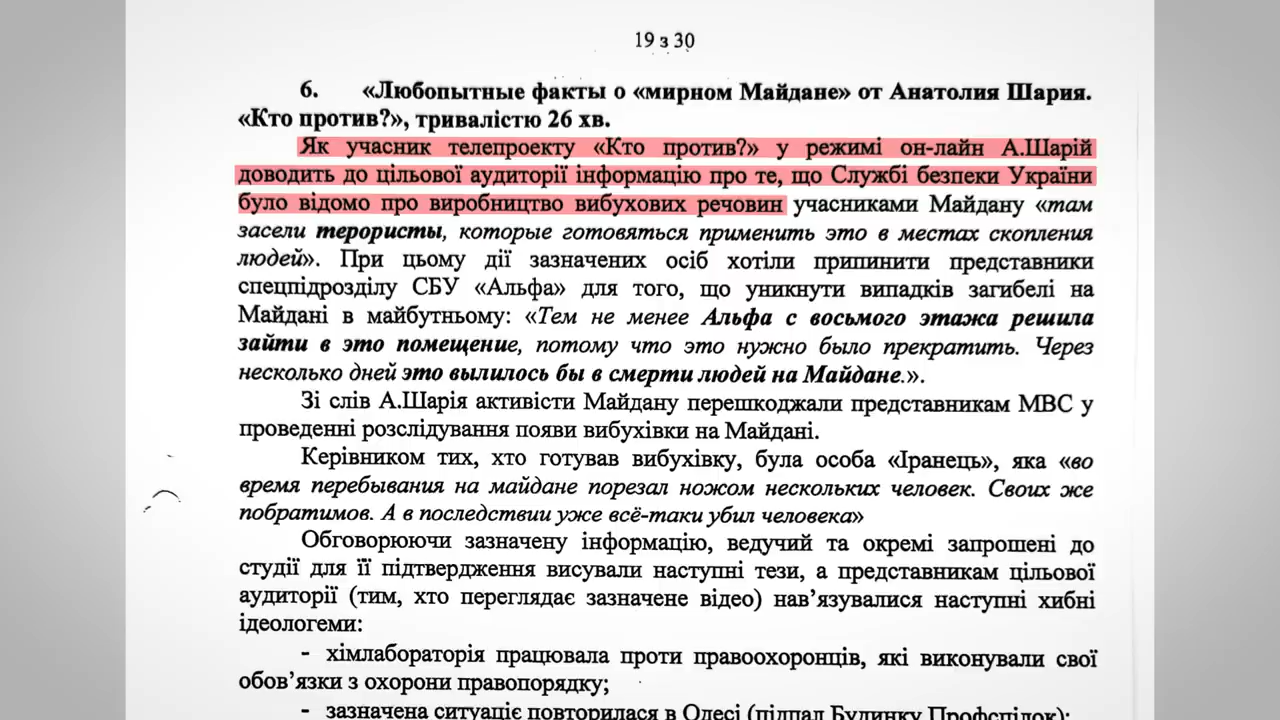 19 з 30
6. «Любопытные факты о «мирном Майдане» от Анатолия Шария.
«Кто против?», тривалістю 26 хв.
Як учасник телепроекту «Кто против?» у режимі он-лайн А.Шарій
доводить до цільової аудиторії інформацію про те, що Службі безпеки України
було відомо про виробництво вибухових речовин учасниками Майдану «там
засели террористы, которые готовяться применить это в местах скопления
людей». При цьому дії зазначених осіб хотіли припинити представники
спецпідрозділу СБУ «Альфа» для того, що уникнути випадків загибелі на
Майдані в майбутньому: «Тем не менее Альфа с восьмого этажа решила
зайти в это помещение, потому что это нужно было прекратить. Через
несколько дней это вылилось бы в смерти людей на Майдане.».
Зі слів А.Шарія активісти Майдану перешкоджали представникам МВС у
проведенні розслідування появи вибухівки на Майдані.
Керівником тих, хто готував вибухівку, була особа «Іранець», яка «во
время перебывания на майдане порезал ножом нескольких человек. Своих же
побратимов. А в последствии уже всё-таки убил человека»
Обговорюючи зазначену інформацію, ведучий та окремі запрошені до
студії для її підтвердження висували наступні тези, а представникам цільової
аудиторії (тим, хто переглядає зазначене відео) нав’язувалися наступні хибні
ідеологеми:
- хімлабораторія працювала проти правоохоронців, які виконували свої
обов’язки з охорони правопорядку;
- зазначена ситуаціє повторилася в Одесі (підпал Будинку Профспілок);